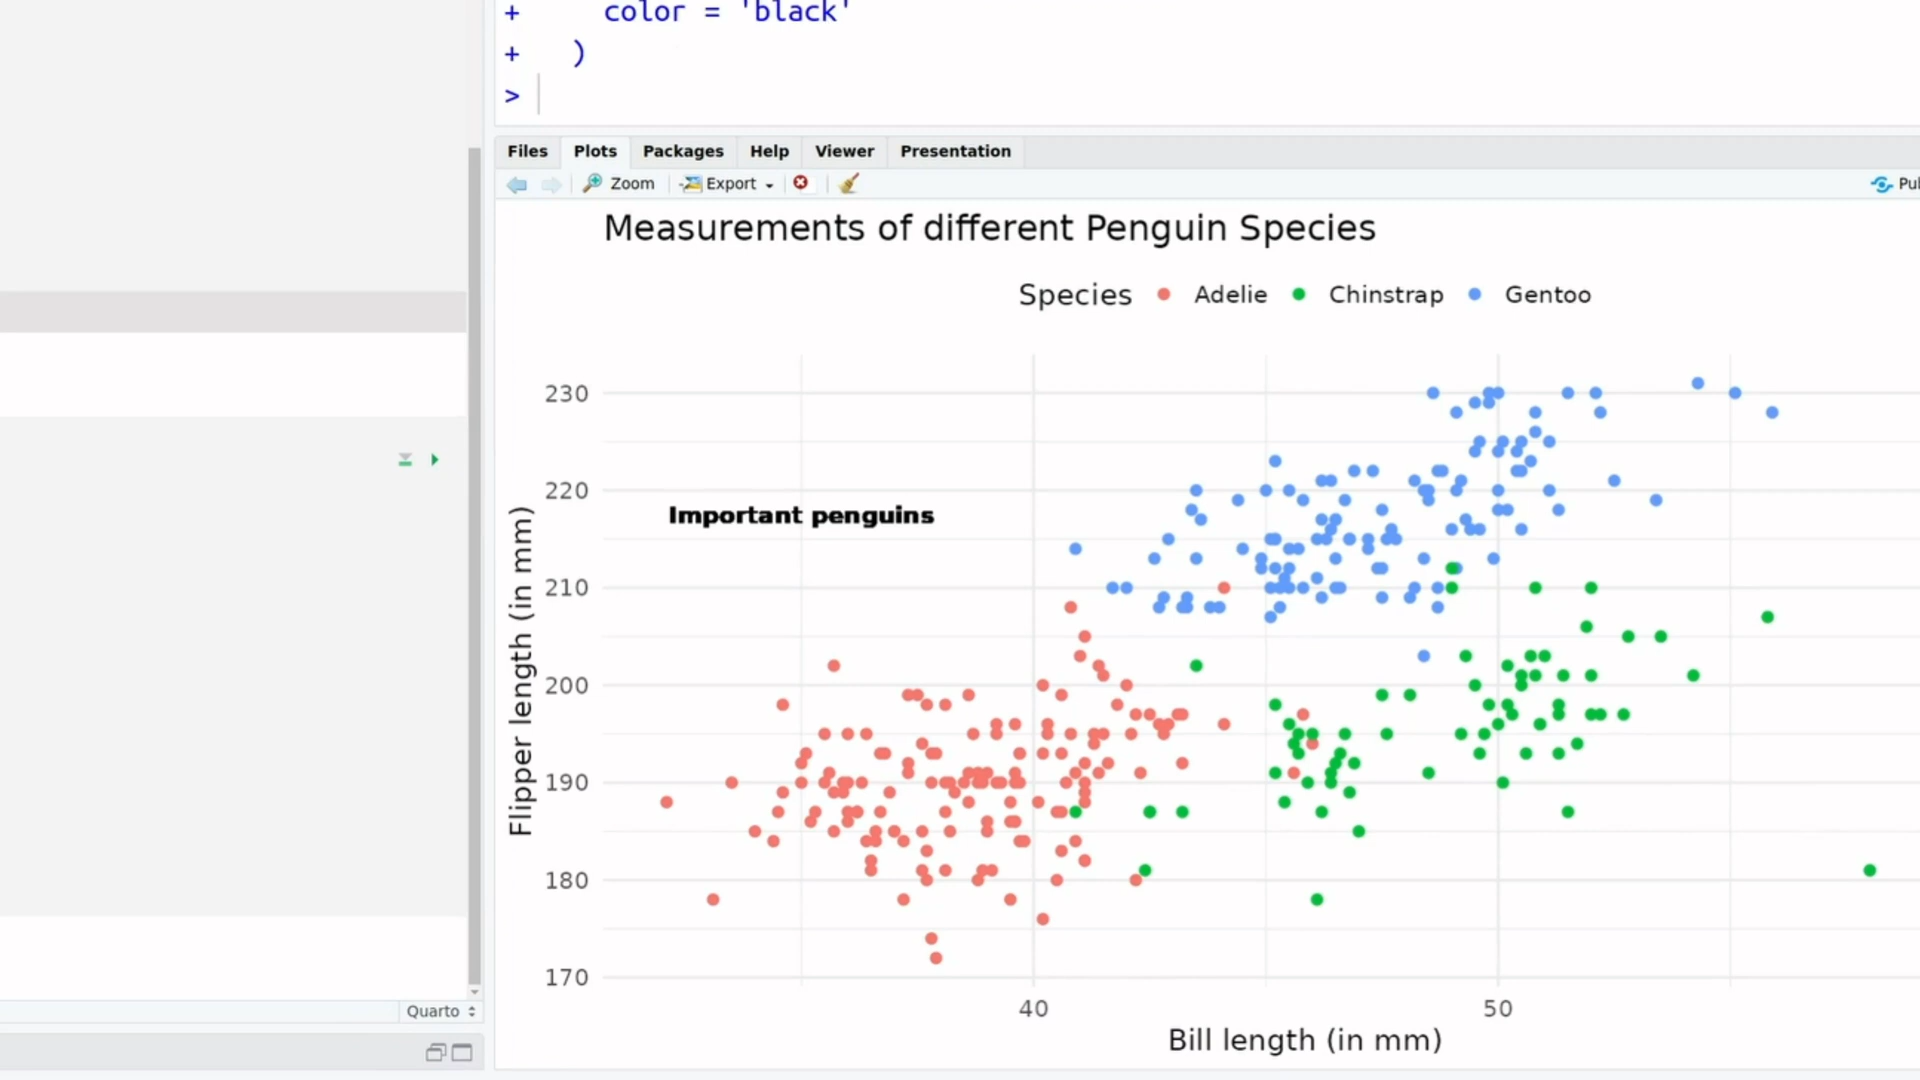 +     color = 'black'
+   )
>
Files Plots Packages Help Viewer Presentation
Zoom Export
Measurements of different Penguin Species
Species Adelie Chinstrap Gentoo
230
220
Important penguins
210
200
190
180
170
Flipper length (in mm)
40 50
Bill length (in mm)
Quarto